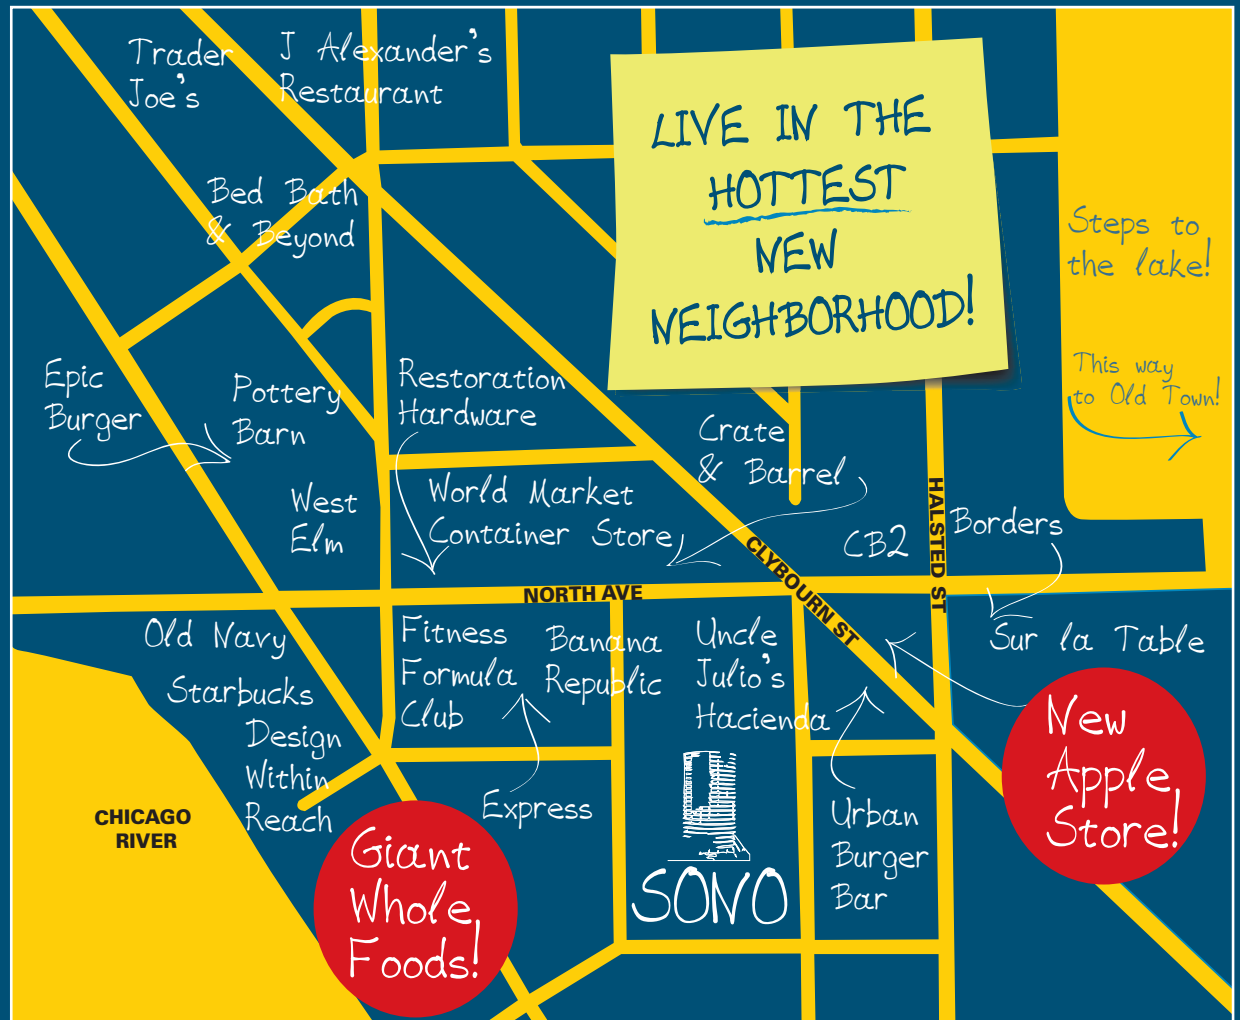 Trader
Joe's
J Alexander's
Restaurant
LIVE IN THE
HOTTEST
NEW
NEIGHBORHOOD!
Bed Bath
& Beyond
Steps to
the lake!
This way
to Old Town!
Epic
Burger
Pottery
Barn
Restoration
Hardware
Crate
& Barrel
West
Elm
World Market
Container Store
CB2
HALSTED ST
Borders
CLYBOURN ST
NORTH AVE
Old Navy
Starbucks
Design
Within
Reach
Fitness
Formula
Club
Banana
Republic
Uncle
Julio's
Hacienda
Sur la Table
New
Apple
Store!
CHICAGO
RIVER
Express
Urban
Burger
Bar
Giant
Whole
Foods!
SONO